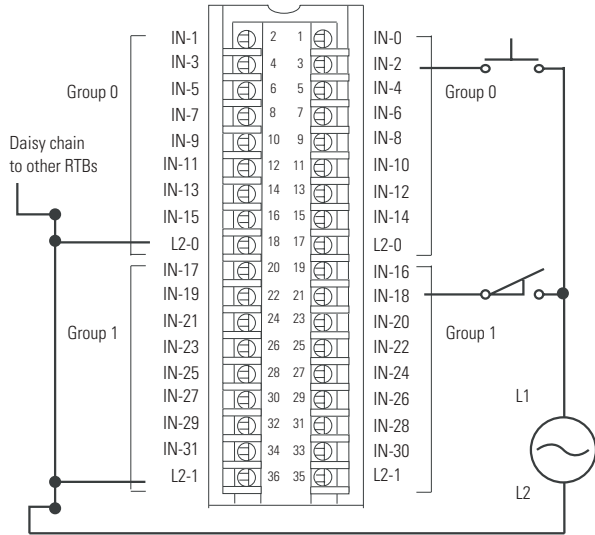 IN-1 2 1 IN-0
IN-3 4 3 IN-2
Group 0 IN-5 6 5 IN-4 Group 0
IN-7 8 7 IN-6
IN-9 10 9 IN-8
Daisy chain
to other RTBs
IN-11 12 11 IN-10
IN-13 14 13 IN-12
IN-15 16 15 IN-14
L2-0 18 17 L2-0
IN-17 20 19 IN-16
IN-19 22 21 IN-18
IN-21 24 23 IN-20
Group 1 IN-23 26 25 IN-22 Group 1
IN-25 28 27 IN-24
IN-27 30 29 IN-26 L1
IN-29 32 31 IN-28
IN-31 34 33 IN-30
L2-1 36 35 L2-1 L2